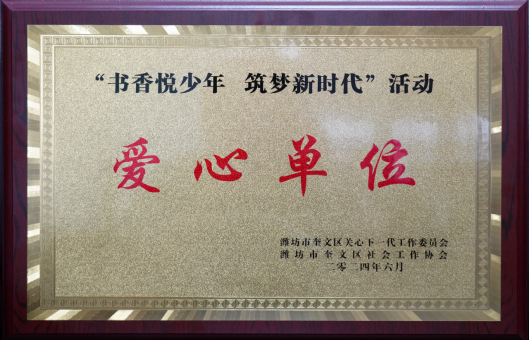 “书香悦少年 筑梦新时代”活动
爱心单位
潍坊市奎文区关心下一代工作委员会
潍坊市奎文区社会工作协会
二零二四年六月